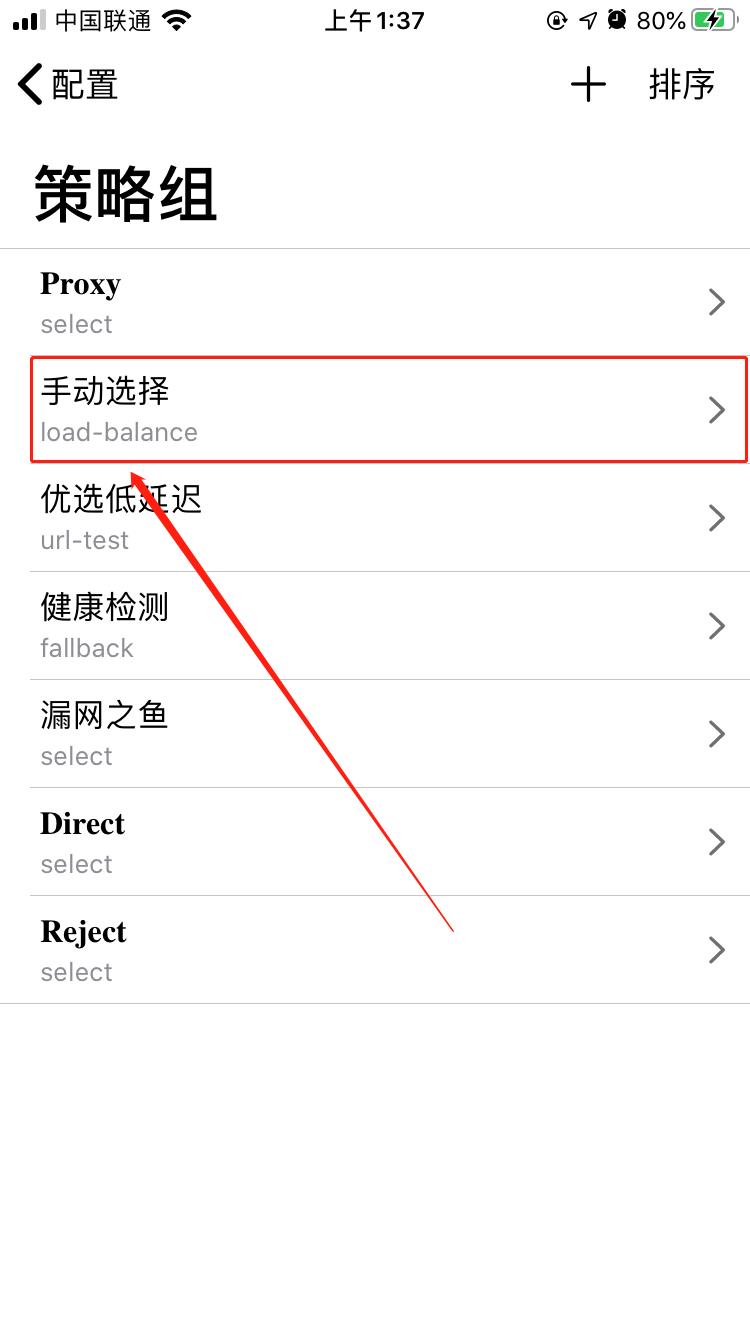 中国联通
上午1:37
80%
配置
排序
策略组
Proxy
select
手动选择
load-balance
优选低延迟
url-test
健康检测
fallback
漏网之鱼
select
Direct
select
Reject
select